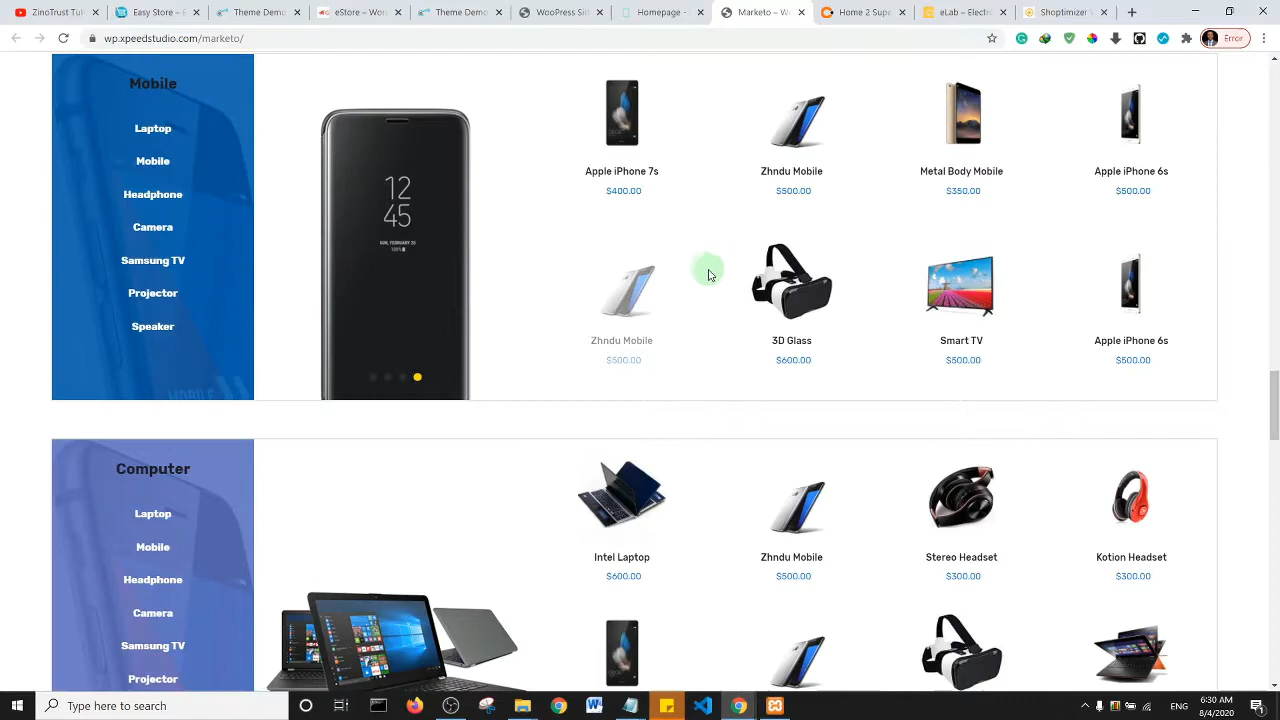 ZinoTrust Tut
Easy Store – E
Theme Demo
eStore – Wor
Theme Demo
Homepage -
Marketo – Wo
Home 2 Supe
eLab – Electr
Shoptimizer
wp.xpeedstudio.com/marketo/
Error
Mobile
Laptop
Mobile
Headphone
Camera
Samsung TV
Projector
Speaker
12
45
SUN, FEBRUARY 25
100%
Apple iPhone 7s
Zhndu Mobile
Metal Body Mobile
Apple iPhone 6s
$400.00
$500.00
$350.00
$500.00
Zhndu Mobile
3D Glass
Smart TV
Apple iPhone 6s
$500.00
$600.00
$500.00
$500.00
Computer
Laptop
Mobile
Headphone
Camera
Samsung TV
Projector
Intel Laptop
Zhndu Mobile
Stereo Headset
Kotion Headset
$600.00
$500.00
$300.00
$300.00
Type here to search
ENG
6:30 AM
8/4/2020